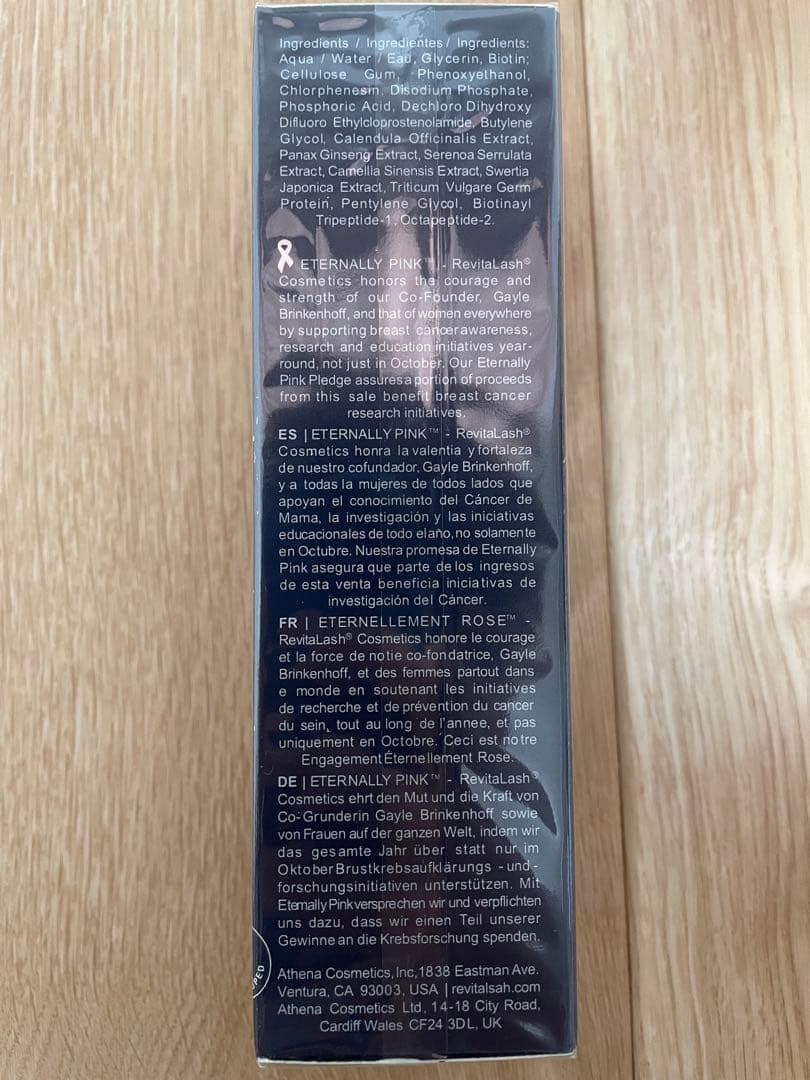 Ingredients / Ingredientes / Ingredients:
Aqua / Water / Eau, Glycerin, Biotin;
Cellulose Gum, Phenoxyethanol,
Chlorphenesin, Disodium Phosphate,
Phosphoric Acid, Dechloro Dihydroxy
Difluoro Ethylcloprostenolamide, Butylene
Glycol, Calendula Officinalis Extract,
Panax Ginseng Extract, Serenoa Serrulata
Extract, Camellia Sinensis Extract, Swertia
Japonica Extract, Triticum Vulgare Germ
Protein, Pentylene Glycol, Biotinayl
Tripeptide-1, Octapeptide-2.
ETERNALLY PINK™ - RevitaLash®
Cosmetics honors the courage and
strength of our Co-Founder, Gayle
Brinkenhoff, and that of women everywhere
by supporting breast cancerawareness,
research and education initiatives year-
round, not just in October. Our Eternally
Pink Pledge assures a portion of proceeds
from this sale benefit breast cancer
research initiatives.
ES | ETERNALLY PINK™ - RevitaLash®
Cosmetics honra la valentia y fortaleza
de nuestro cofundador, Gayle Brinkenhoff,
y a todas la mujeres de todos lados que
apoyan el conocimiento del Cáncer de
Mama, la investigación y las iniciativas
educacionales de todo elaño, no solamente
en Octubre. Nuestra promesa de Eternally
Pink asegura que parte de los ingresos
de esta venta beneficia iniciativas de
investigación del Cáncer.
FR | ETERNELLEMENT ROSE™ -
RevitaLash® Cosmetics honore le courage
et la force de notie co-fondatrice, Gayle
Brinkenhoff, et des femmes partout dans
e monde en soutenant les initiatives
de recherche et de prévention du cancer
du sein, tout au long de l'annee, et pas
uniquement en Octobre. Ceci est notre
Engagement Éternellement Rose.
DE | ETERNALLY PINK™ - RevitaLash®
Cosmetics ehrt den Mut und die Kraft von
Co-Grunderin Gayle Brinkenhoff sowie
von Frauen auf der ganzen Welt, indem wir
das gesamte Jahr über statt nur im
Oktober Brustkrebsaufklärungs - und -
forschungsinitiativen unterstützen. Mit
Eternally Pink versprechen wir und verpflichten
uns dazu, dass wir einen Teil unserer
Gewinne an die Krebsforschung spenden.
Athena Cosmetics, Inc, 1838 Eastman Ave.
Ventura, CA 93003, USA | revitalsah.com
Athena Cosmetics Ltd, 14-18 City Road,
Cardiff Wales CF24 3DL, UK